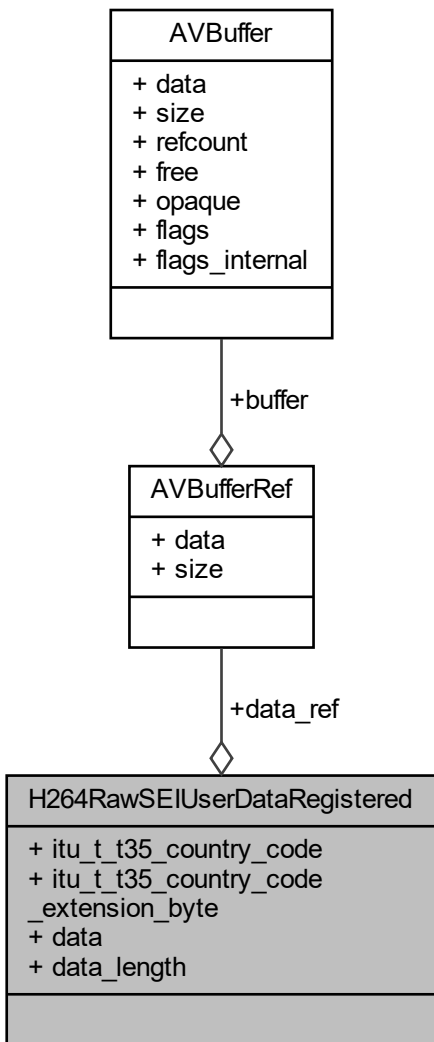 AVBuffer
+ data
+ size
+ refcount
+ free
+ opaque
+ flags
+ flags_internal
+buffer
AVBufferRef
+ data
+ size
+data_ref
H264RawSEIUserDataRegistered
+ itu_t_t35_country_code
+ itu_t_t35_country_code
_extension_byte
+ data
+ data_length